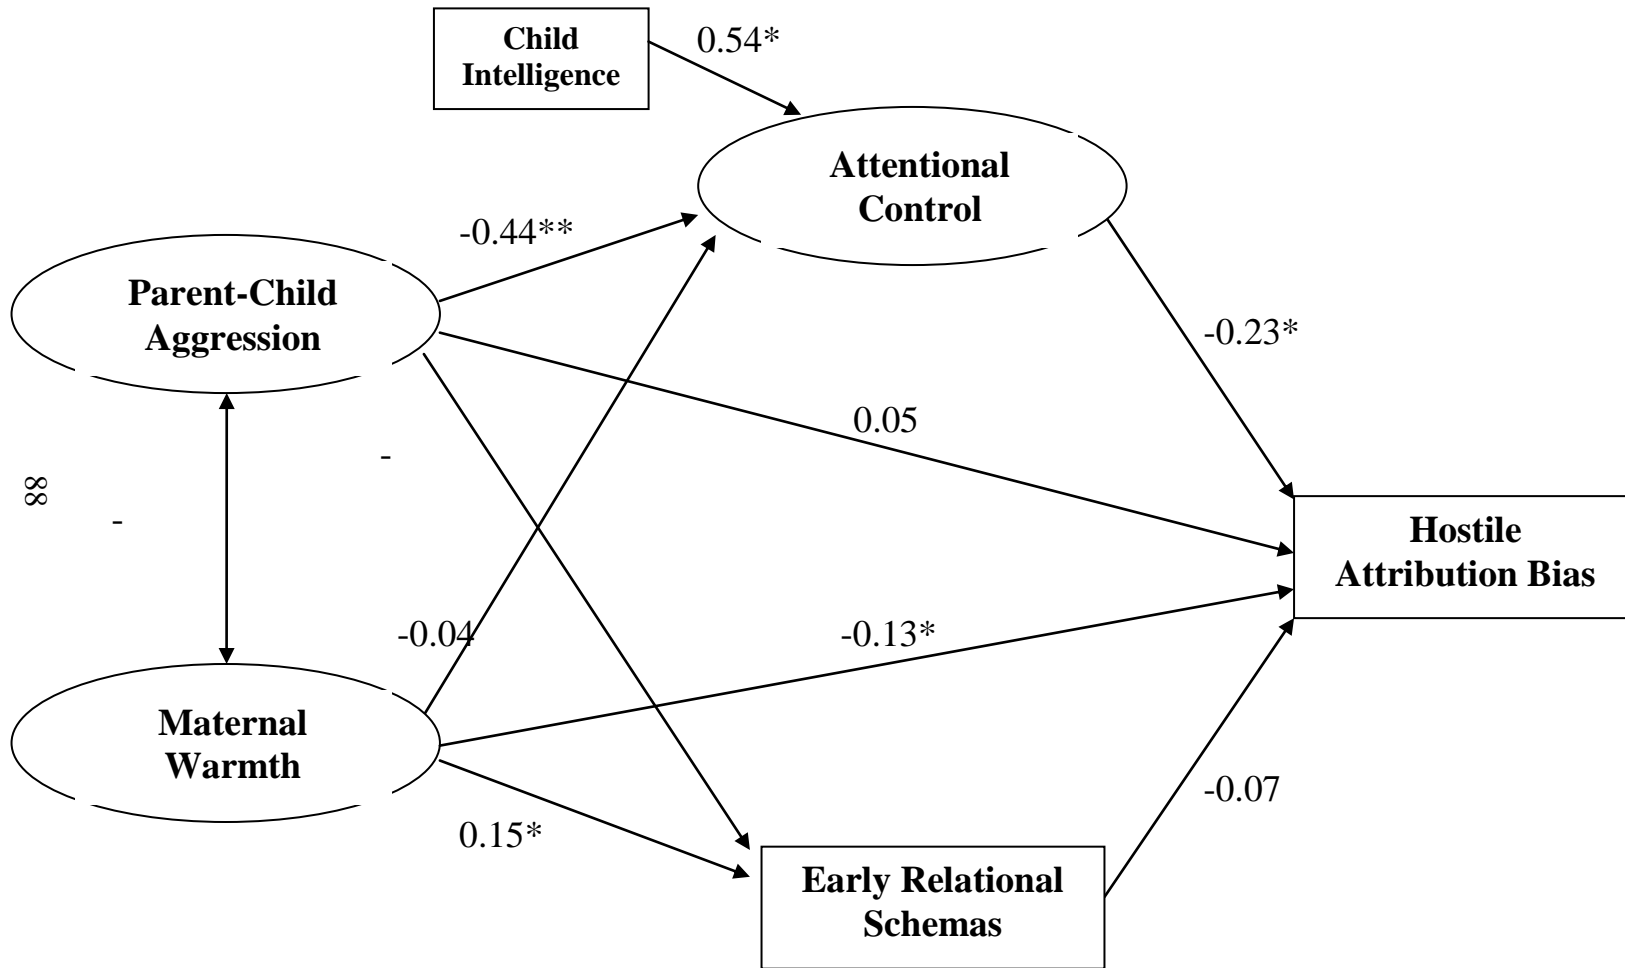 Child
Intelligence
0.54*
Attentional
Control
-0.44**
Parent-Child
Aggression
-0.23*
0.05
-
∞∞
-
Hostile
Attribution Bias
-0.04
-0.13*
Maternal
Warmth
-0.07
0.15*
Early Relational
Schemas